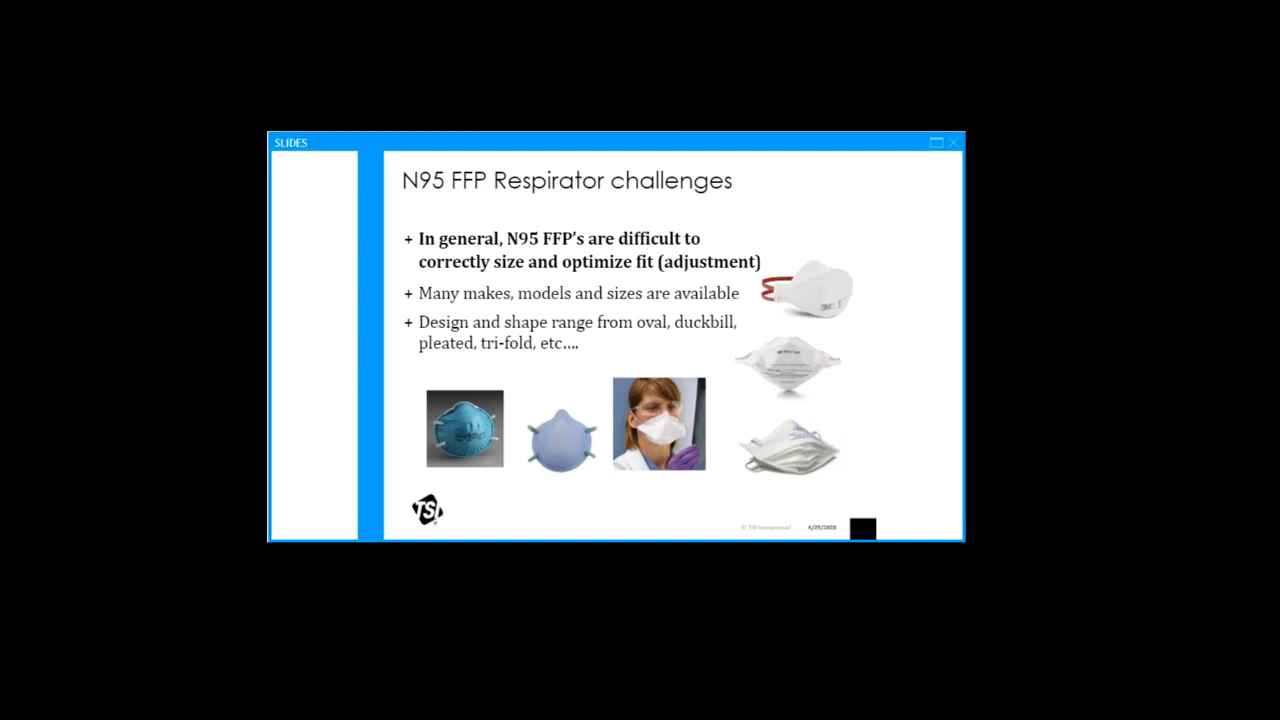 SLIDES
N95 FFP Respirator challenges
+ In general, N95 FFP's are difficult to
correctly size and optimize fit (adjustment)
+ Many makes, models and sizes are available
+ Design and shape range from oval, duckbill,
pleated, tri-fold, etc....
3M
TSI
© TSI Incorporated
4/29/2020